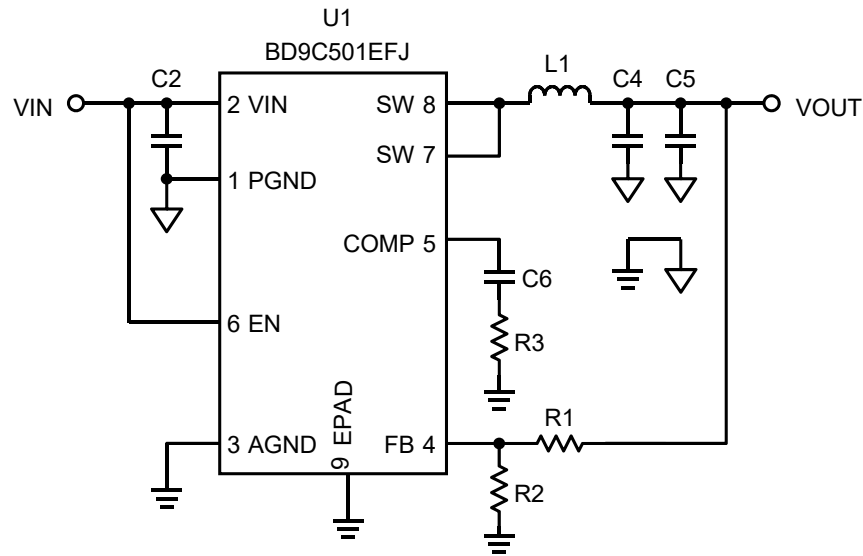 U1
BD9C501EFJ
C2
L1
C4
C5
VIN
2 VIN
SW 8
VOUT
SW 7
1 PGND
COMP 5
C6
6 EN
R3
R1
3 AGND
9 EPAD
FB 4
R2